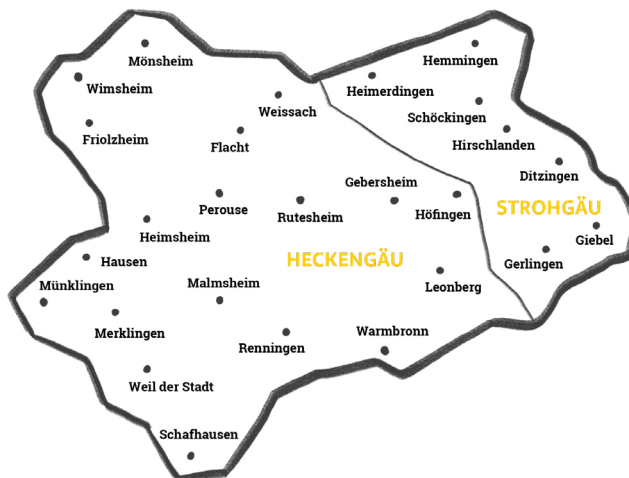 Hemmingen
Mönsheim
Heimerdingen
Wimsheim
Weissach
Schöckingen
Friolzheim
Flacht
Hirschlanden
Ditzingen
Gebersheim
Perouse
Rutesheim
Höfingen
STROHGÄU
Heimsheim
Giebel
Hausen
HECKENGÄU
Gerlingen
Münklingen
Malmsheim
Leonberg
Merklingen
Renningen
Warmbronn
Weil der Stadt
Schafhausen